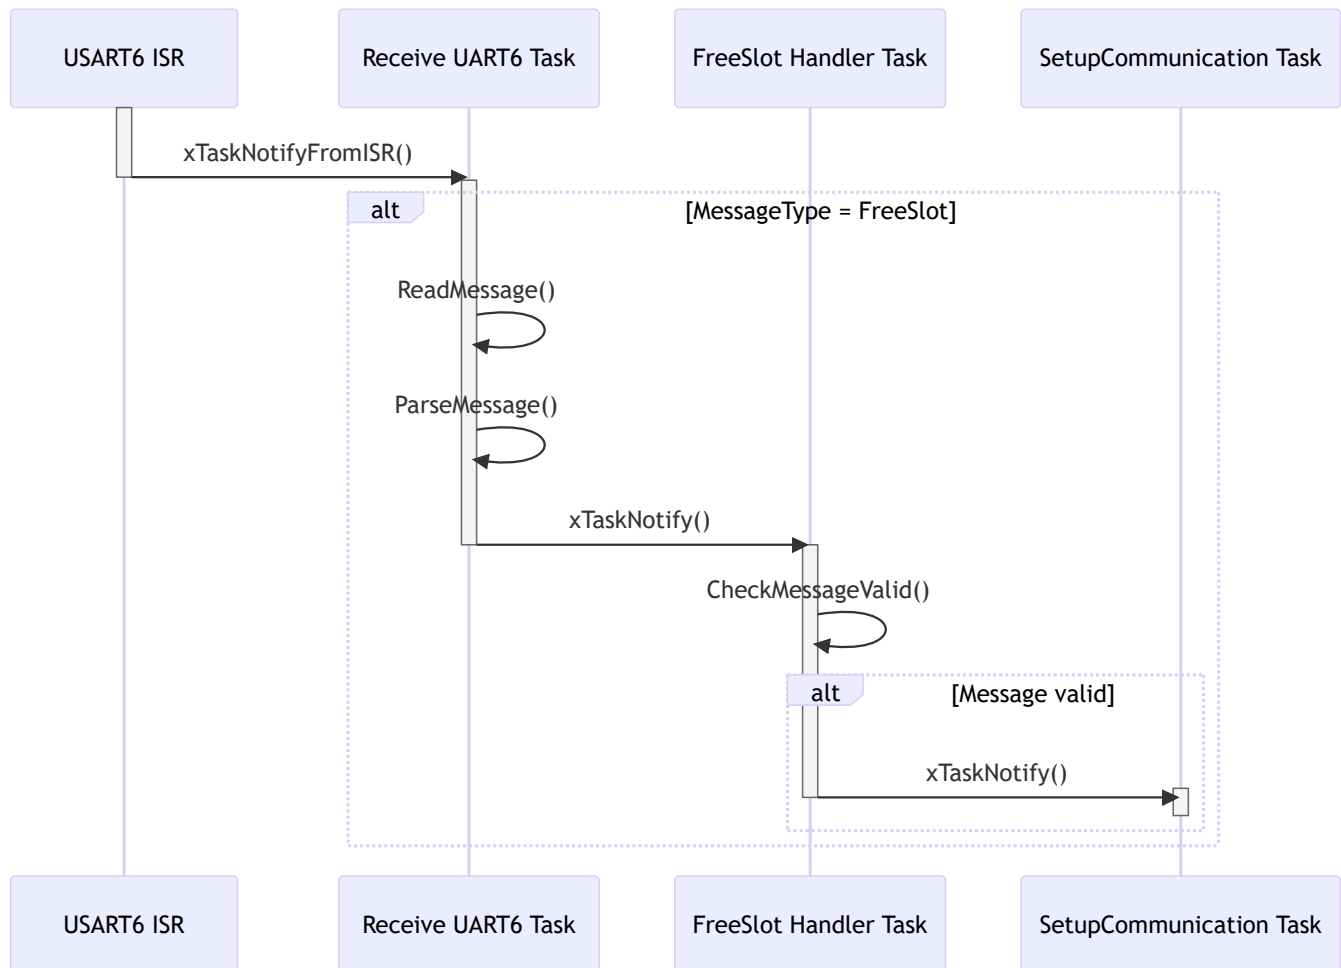 USART6 ISR
Receive UART6 Task
FreeSlot Handler Task
SetupCommunication Task
xTaskNotifyFromISR()
alt
[MessageType = FreeSlot]
ReadMessage()
ParseMessage()
xTaskNotify()
CheckMessageValid()
alt
[Message valid]
xTaskNotify()
USART6 ISR
Receive UART6 Task
FreeSlot Handler Task
SetupCommunication Task